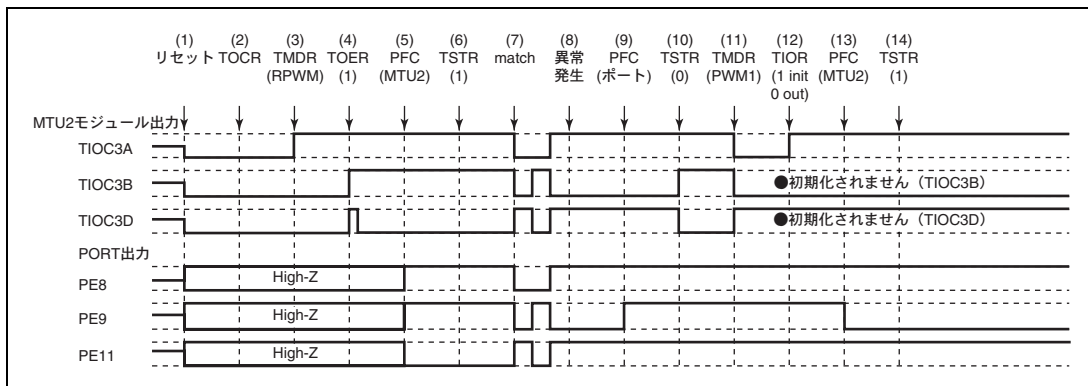 (1) (2) (3) (4) (5) (6) (7) (8) (9) (10) (11) (12) (13) (14)
リセット TOCR TMDR TOER PFC TSTR match 異常 PFC TSTR TMDR TIOR PFC TSTR
(RPWM) (1) (MTU2) (1) 発生 (ポート) (0) (PWM1) (1 init (MTU2) (1)
0 out)
MTU2モジュール出力
TIOC3A
TIOC3B ●初期化されません（TIOC3B）
TIOC3D ●初期化されません（TIOC3D）
PORT出力
PE8 High-Z
PE9 High-Z
PE11 High-Z